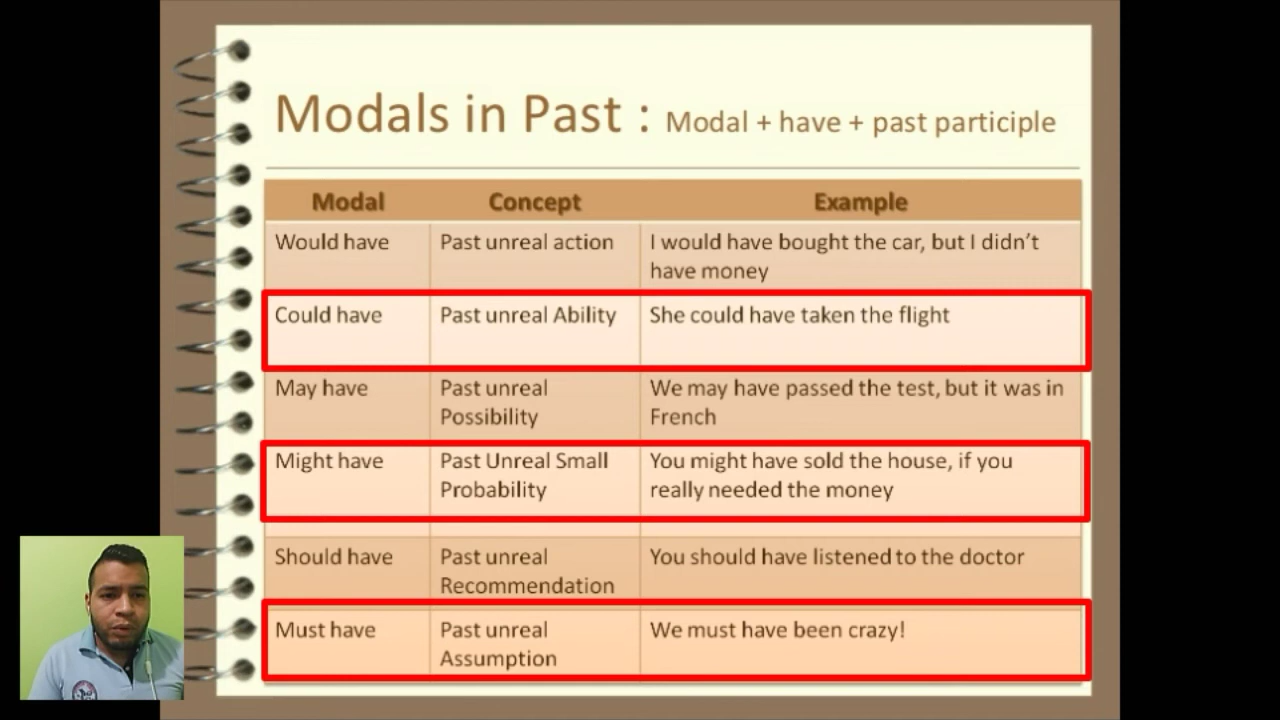 Modals in Past : Modal + have + past participle
Modal Concept Example
Would have Past unreal action I would have bought the car, but I didn't
have money
Could have Past unreal Ability She could have taken the flight
May have Past unreal We may have passed the test, but it was in
Possibility French
Might have Past Unreal Small You might have sold the house, if you
Probability really needed the money
Should have Past unreal You should have listened to the doctor
Recommendation
Must have Past unreal We must have been crazy!
Assumption